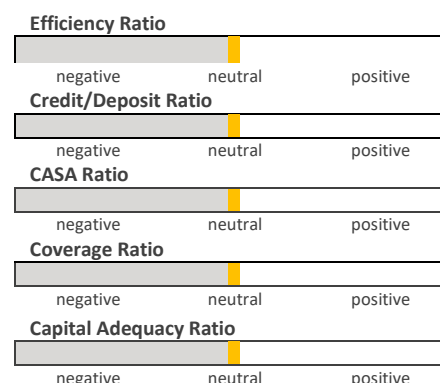 Efficiency Ratio
negative neutral positive
Credit/Deposit Ratio
negative neutral positive
CASA Ratio
negative neutral positive
Coverage Ratio
negative neutral positive
Capital Adequacy Ratio
negative neutral positive